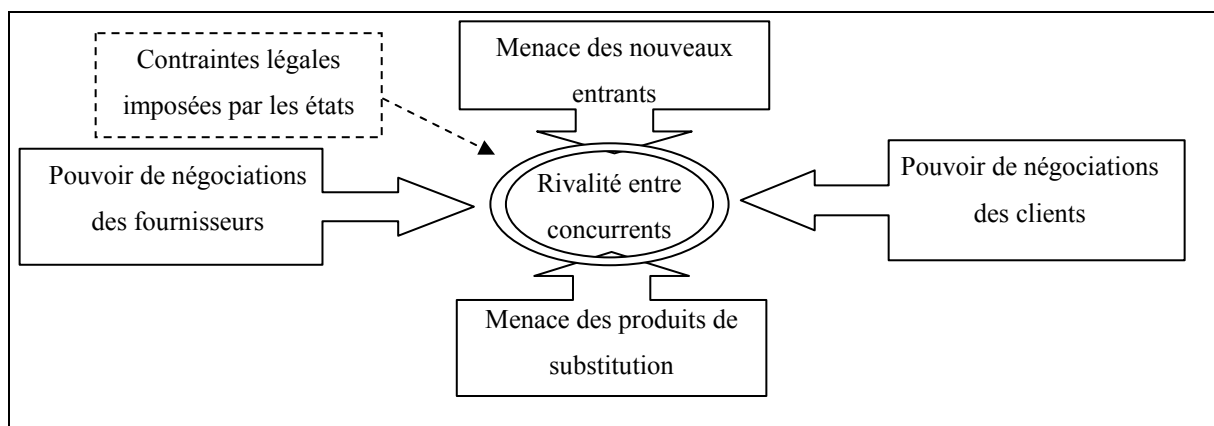 Contraintes légales
imposées par les états
Menace des nouveaux
entrants
Pouvoir de négociations
des fournisseurs
Rivalité entre
concurrents
Pouvoir de négociations
des clients
Menace des produits de
substitution